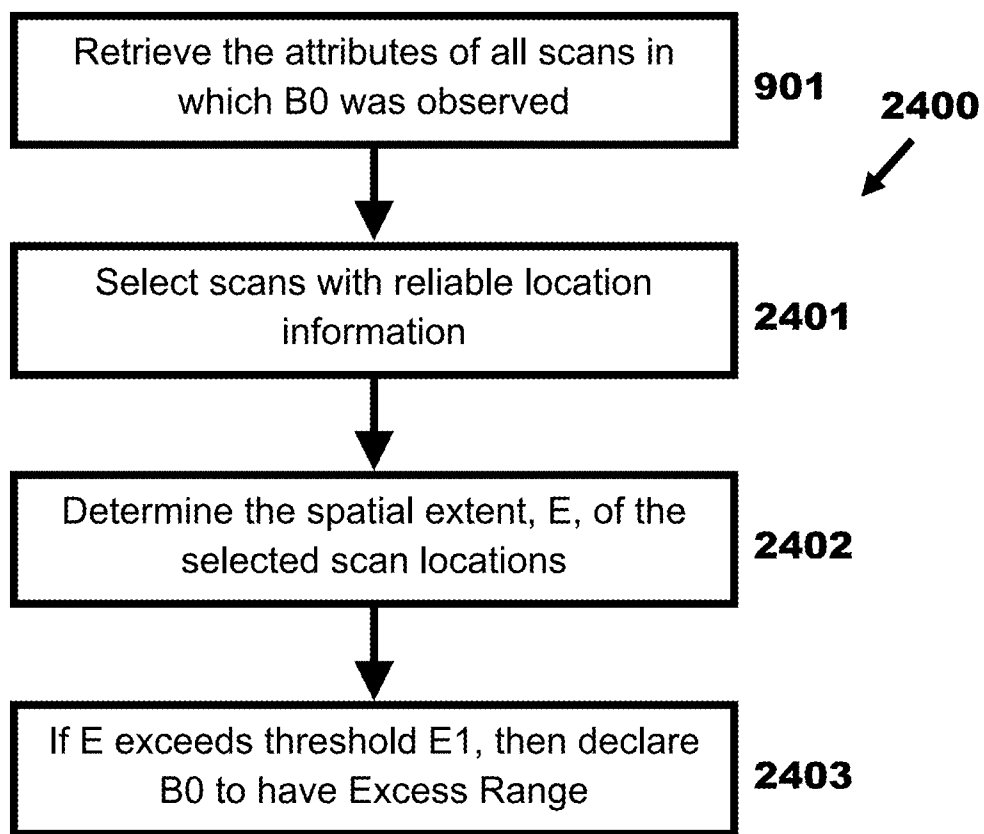 Retrieve the attributes of all scans in
which B0 was observed
901
2400
Select scans with reliable location
information
2401
Determine the spatial extent, E, of the
selected scan locations
2402
If E exceeds threshold E1, then declare
B0 to have Excess Range
2403